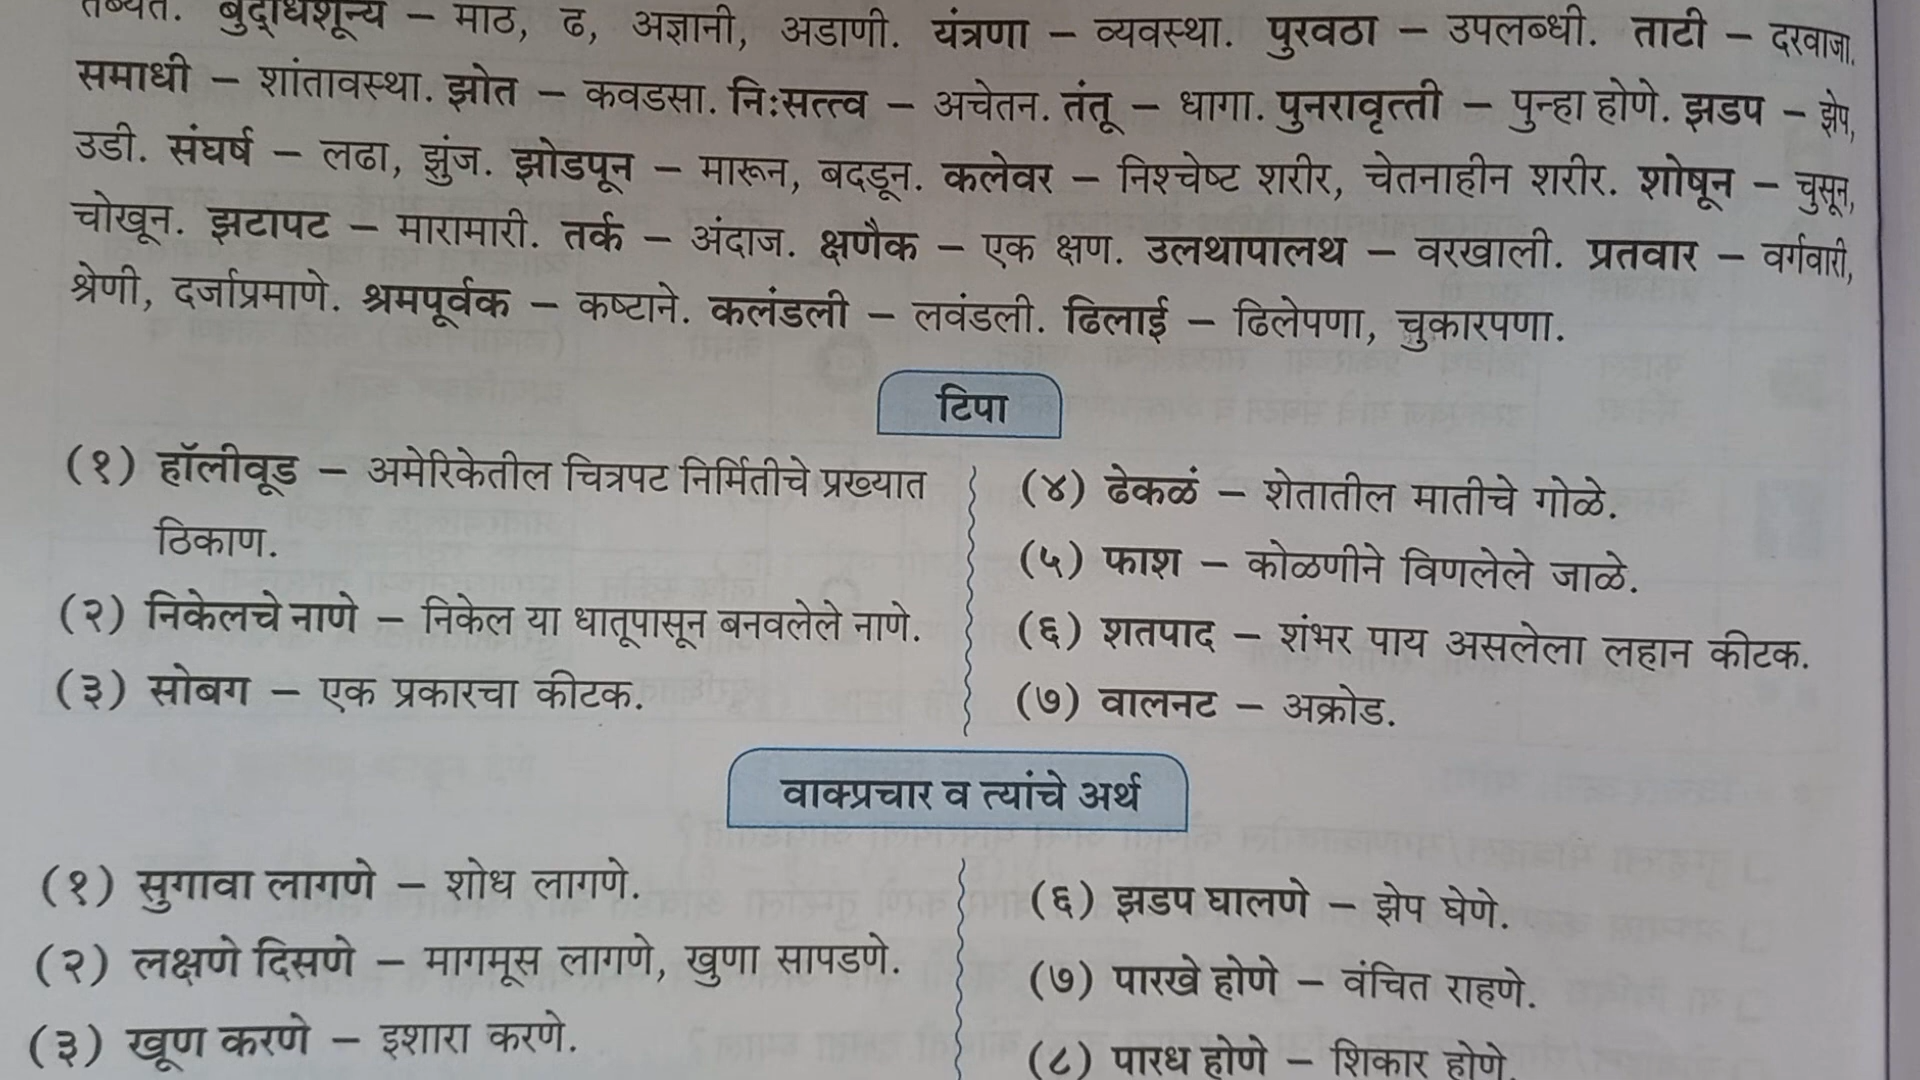 बुद्धिशून्य – माठ, ढ, अज्ञानी, अडाणी. यंत्रणा – व्यवस्था. पुरवठा – उपलब्धी. ताटी – दरवाजा.
समाधी – शांतावस्था. झोत – कवडसा. निःसत्त्व – अचेतन. तंतू – धागा. पुनरावृत्ती – पुन्हा होणे. झडप – झेप,
उडी. संघर्ष – लढा, झुंज. झोडपून – मारून, बदडून. कलेवर – निश्चेष्ट शरीर, चेतनाहीन शरीर. शोषून – चुसून,
चोखून. झटापट – मारामारी. तर्क – अंदाज. क्षणैक – एक क्षण. उलथापालथ – वरखाली. प्रतवार – वर्गवारी,
श्रेणी, दर्जाप्रमाणे. श्रमपूर्वक – कष्टाने. कलंडली – लवंडली. ढिलाई – ढिलेपणा, चुकारपणा.
टिपा
(१) हॉलीवूड – अमेरिकेतील चित्रपट निर्मितीचे प्रख्यात
ठिकाण.
(२) निकेलचे नाणे – निकेल या धातूपासून बनवलेले नाणे.
(३) सोबग – एक प्रकारचा कीटक.
(४) ढेकळं – शेतातील मातीचे गोळे.
(५) फाश – कोळणीने विणलेले जाळे.
(६) शतपाद – शंभर पाय असलेला लहान कीटक.
(७) वालनट – अक्रोड.
वाक्प्रचार व त्यांचे अर्थ
(१) सुगावा लागणे – शोध लागणे.
(२) लक्षणे दिसणे – मागमूस लागणे, खुणा सापडणे.
(३) खूण करणे – इशारा करणे.
(६) झडप घालणे – झेप घेणे.
(७) पारखे होणे – वंचित राहणे.
(८) पारध होणे – शिकार होणे.